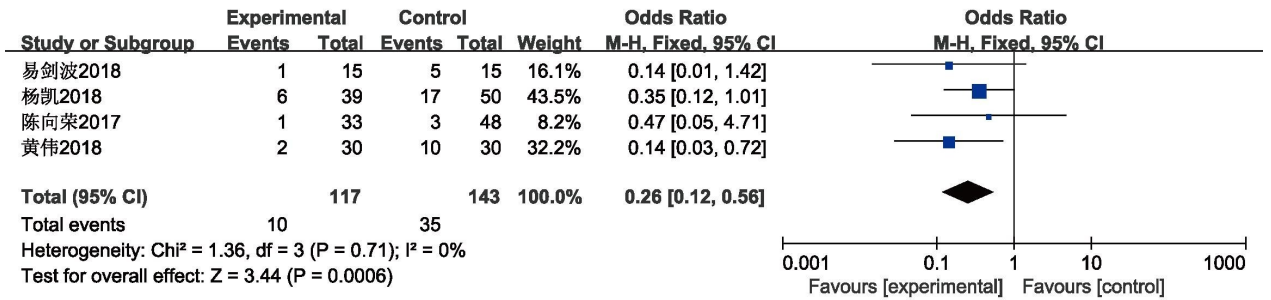 Experimental Control Odds Ratio Odds Ratio
Study or Subgroup Events Total Events Total Weight M-H, Fixed, 95% CI M-H, Fixed, 95% CI
易剑波2018 1 15 5 15 16.1% 0.14 [0.01, 1.42]
杨凯2018 6 39 17 50 43.5% 0.35 [0.12, 1.01]
陈向荣2017 1 33 3 48 8.2% 0.47 [0.05, 4.71]
黄伟2018 2 30 10 30 32.2% 0.14 [0.03, 0.72]
Total (95% CI) 117 143 100.0% 0.26 [0.12, 0.56]
Total events 10 35
Heterogeneity: Chi² = 1.36, df = 3 (P = 0.71); I² = 0%
Test for overall effect: Z = 3.44 (P = 0.0006)
0.001 0.1 1 10 1000
Favours [experimental] Favours [control]